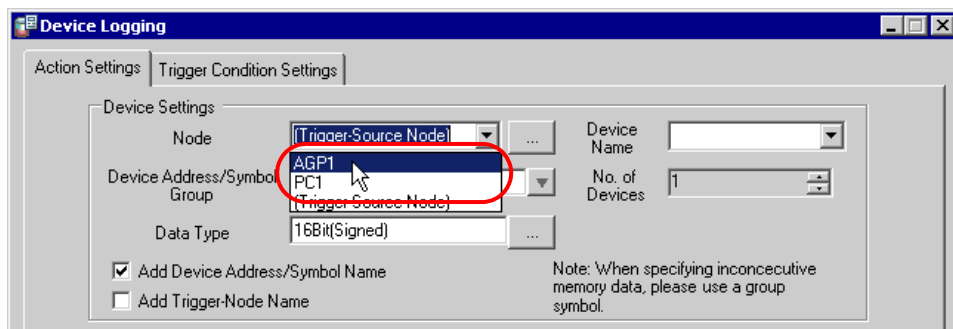 Device Logging
Action Settings
Trigger Condition Settings
Device Settings
Node
(Trigger-Source Node)
...
Device
Name
AGP1
PC1
(Trigger-Source Node)
Device Address/Symbol
Group
No. of
Devices
1
Data Type
16Bit(Signed)
...
Add Device Address/Symbol Name
Add Trigger-Node Name
Note: When specifying inconcecutive
memory data, please use a group
symbol.